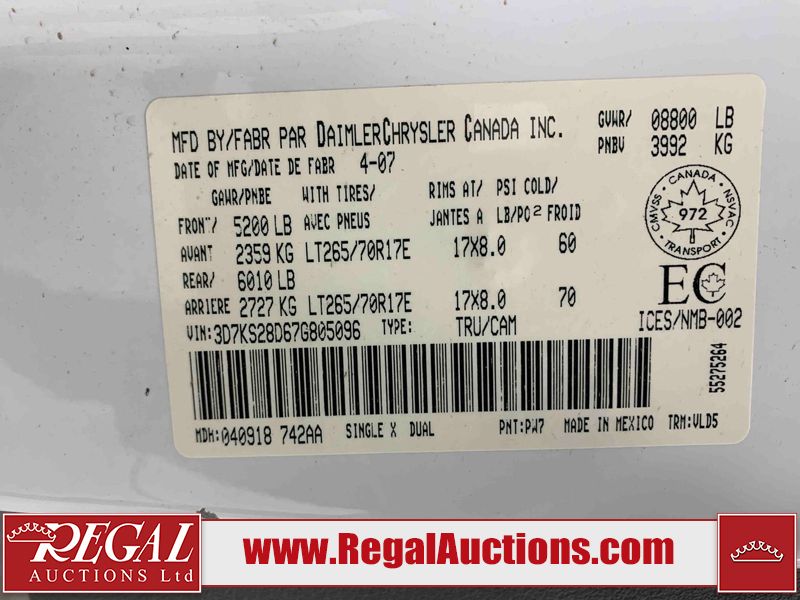 MFD BY/FABR PAR DAIMLERCHRYSLER CANADA INC. GVWR/ 08800 LB
PNBV 3992 KG
DATE OF MFG/DATE DE FABR 4-07
GAWR/PNBE WITH TIRES/ RIMS AT/ PSI COLD/
FRONT/ 5200 LB AVEC PNEUS JANTES A LB/PO2 FROID
AVANT 2359 KG LT265/70R17E 17X8.0 60
REAR/ 6010 LB
ARRIERE 2727 KG LT265/70R17E 17X8.0 70
CANADA
CMVSS NSVAC
972
TRANSPORT
EC
ICES/NMB-002
VIN:3D7KS28D67G805096 TYPE: TRU/CAM
55275264
MDH:040918 742AA SINGLE X DUAL PNT:PW7 MADE IN MEXICO TRM:VLD5
REGAL
AUCTIONS Ltd
www.RegalAuctions.com